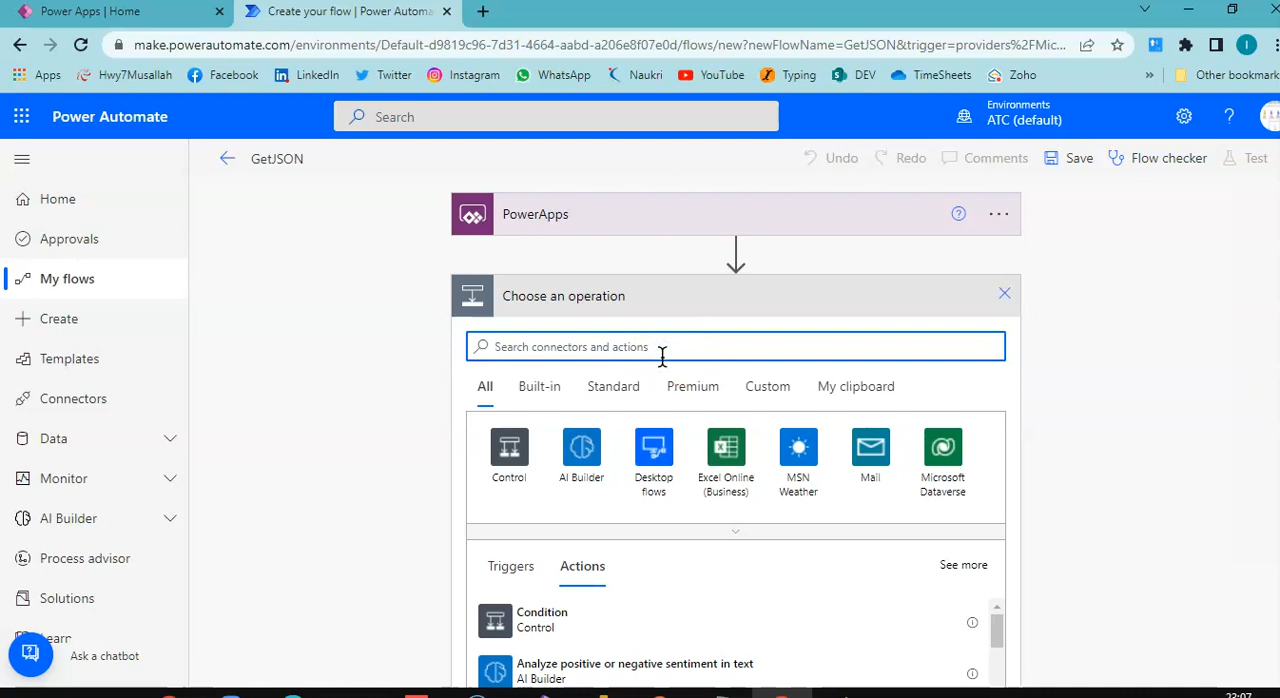 Power Apps | Home
Create your flow | Power Automa
make.powerautomate.com/environments/Default-d9819c96-7d31-4664-aabd-a206e8f07e0d/flows/new?newFlowName=GetJSON&trigger=providers%2FMic...
Apps
Hwy7Musallah
Facebook
LinkedIn
Twitter
Instagram
WhatsApp
Naukri
YouTube
Typing
DEV
TimeSheets
Zoho
»
Other bookmark
Power Automate
Search
Environments
ATC (default)
GetJSON
Undo
Redo
Comments
Save
Flow checker
Test
Home
Approvals
My flows
Create
Templates
Connectors
Data
Monitor
AI Builder
Process advisor
Solutions
Learn
Ask a chatbot
PowerApps
Choose an operation
Search connectors and actions
All
Built-in
Standard
Premium
Custom
My clipboard
Control
AI Builder
Desktop
flows
Excel Online
(Business)
MSN
Weather
Mail
Microsoft
Dataverse
Triggers
Actions
See more
Condition
Control
Analyze positive or negative sentiment in text
AI Builder